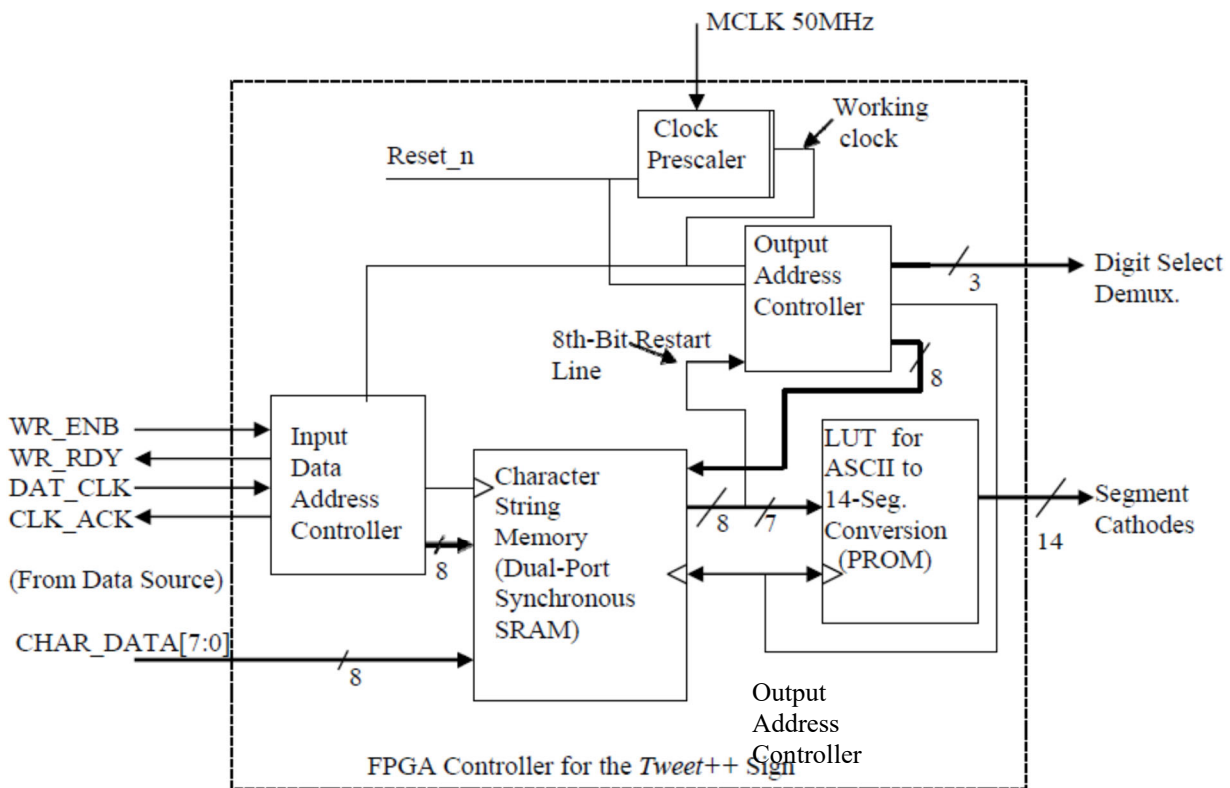 MCLK 50MHz
Clock
Prescaler
Working
clock
Reset_n
Output
Address
Controller
3
Digit Select
Demux.
8th-Bit Restart
Line
8
WR_ENB
WR_RDY
DAT_CLK
CLK_ACK
(From Data Source)
Input
Data
Address
Controller
8
CHAR_DATA[7:0]
8
Character
String
Memory
(Dual-Port
Synchronous
SRAM)
8
7
LUT for
ASCII to
14-Seg.
Conversion
(PROM)
14
Segment
Cathodes
Output
Address
Controller
FPGA Controller for the Tweet++ Sign